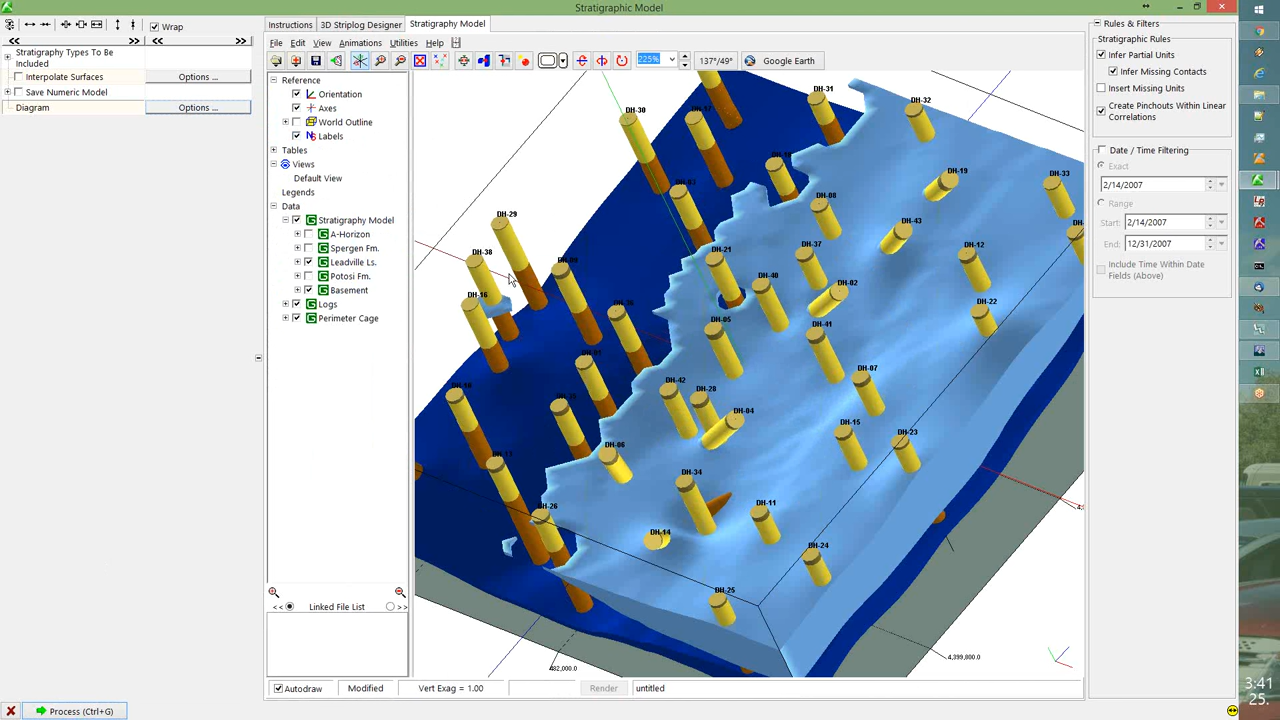 Stratigraphic Model
Wrap
Instructions
3D Striplog Designer
Stratigraphy Model
<<
>>
<<
>>
Stratigraphy Types To Be
Included
Interpolate Surfaces
Options ...
Save Numeric Model
Diagram
Options ...
File
Edit
View
Animations
Utilities
Help
225%
137°/49°
Google Earth
Reference
Orientation
Axes
World Outline
Labels
Tables
Views
Default View
Legends
Data
Stratigraphy Model
A-Horizon
Spergen Fm.
Leadville Ls.
Potosi Fm.
Basement
Logs
Perimeter Cage
<<
Linked File List
>>
DH-30
DH-31
DH-32
DH-19
DH-33
DH-08
DH-29
DH-43
DH-38
DH-21
DH-37
DH-12
DH-40
DH-02
DH-16
DH-22
DH-05
DH-41
DH-42
DH-28
DH-07
DH-04
DH-15
DH-23
DH-06
DH-34
DH-26
DH-11
DH-14
DH-24
DH-25
482,000.0
4,399,000.0
Autodraw
Modified
Vert Exag = 1.00
Render
untitled
Rules & Filters
Stratigraphic Rules
Infer Partial Units
Infer Missing Contacts
Insert Missing Units
Create Pinchouts Within Linear
Correlations
Date / Time Filtering
Exact
2/14/2007
Range
Start:
2/14/2007
End:
12/31/2007
Include Time Within Date
Fields (Above)
Process (Ctrl+G)
3:41
25.